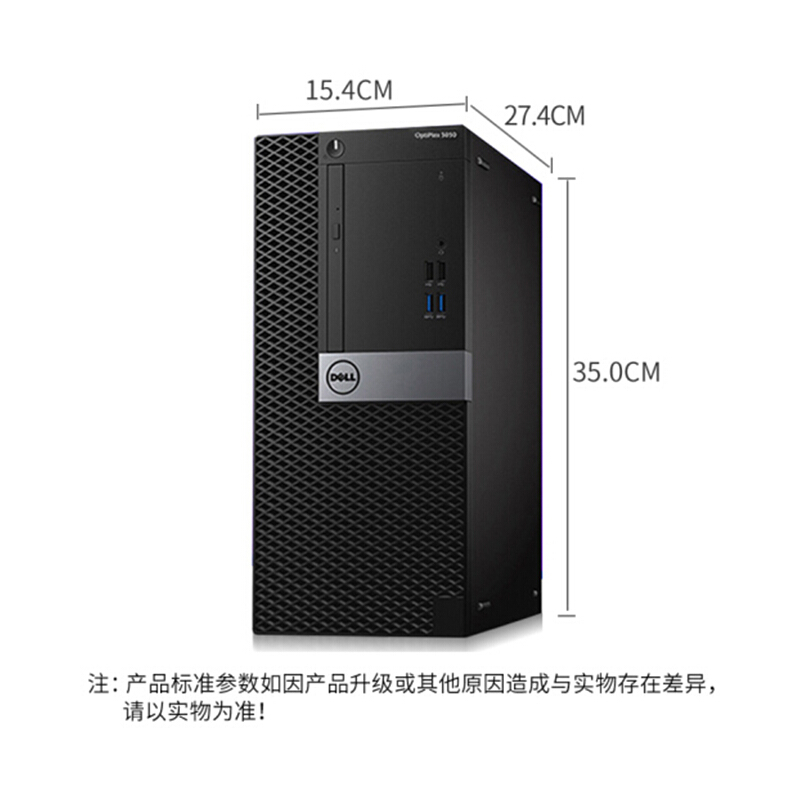 15.4CM
27.4CM
OptiPlex 5050
35.0CM
DELL
注：产品标准参数如因产品升级或其他原因造成与实物存在差异，
请以实物为准！